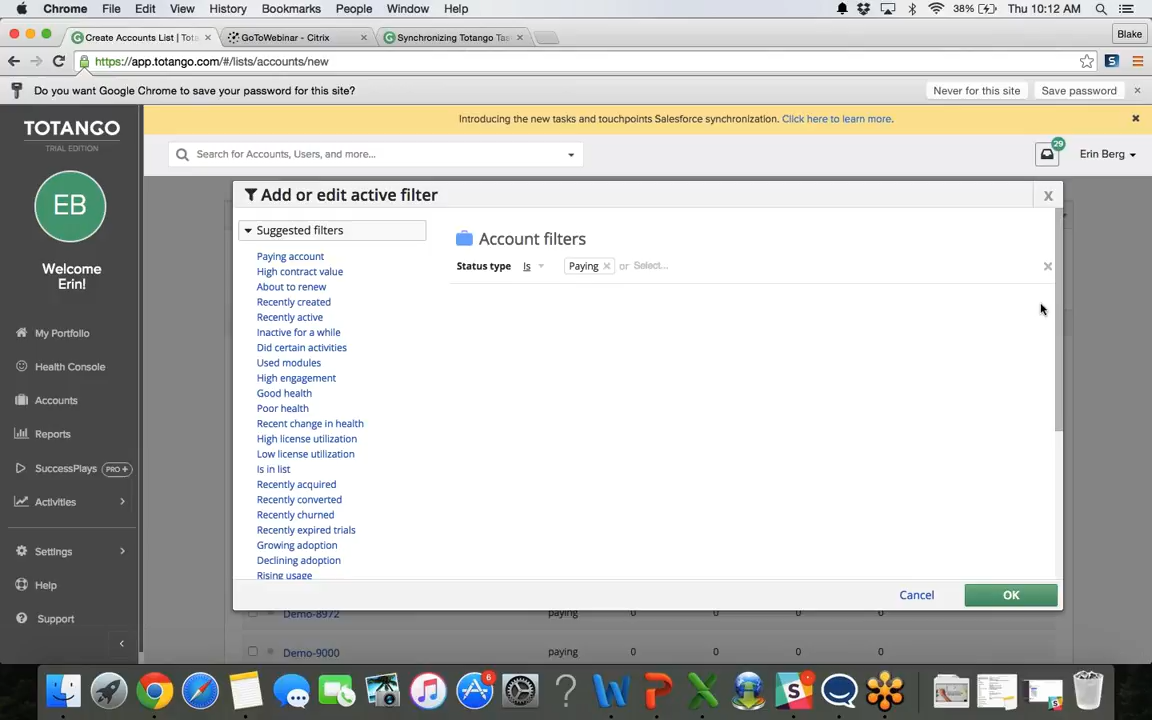 Chrome File Edit View History Bookmarks People Window Help 38% Thu 10:12 AM
Create Accounts List | Tota
GoToWebinar - Citrix
Synchronizing Totango Tas
Blake
https://app.totango.com/#/lists/accounts/new
Do you want Google Chrome to save your password for this site?
Never for this site
Save password
TOTANGO
TRIAL EDITION
EB
Welcome
Erin!
My Portfolio
Health Console
Accounts
Reports
SuccessPlays PRO+
Activities
Settings
Help
Support
Introducing the new tasks and touchpoints Salesforce synchronization. Click here to learn more.
Search for Accounts, Users, and more...
29
Erin Berg
Add or edit active filter
X
Suggested filters
Paying account
High contract value
About to renew
Recently created
Recently active
Inactive for a while
Did certain activities
Used modules
High engagement
Good health
Poor health
Recent change in health
High license utilization
Low license utilization
Is in list
Recently acquired
Recently converted
Recently churned
Recently expired trials
Growing adoption
Declining adoption
Rising usage
Account filters
Status type Is Paying or Select...
Cancel
OK
Demo-8972 paying 0 0 0 0
Demo-9000 paying 0 0 0 0
6